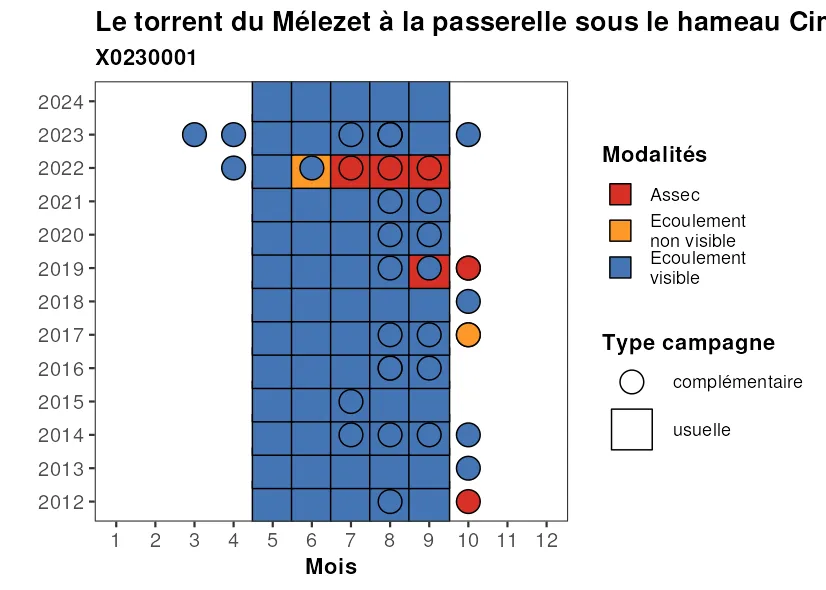 Le torrent du Mélezet à la passerelle sous le hameau Cir
X0230001
2024
2023
2022
2021
2020
2019
2018
2017
2016
2015
2014
2013
2012
1 2 3 4 5 6 7 8 9 10 11 12
Mois
Modalités
Assec
Ecoulement
non visible
Ecoulement
visible
Type campagne
complémentaire
usuelle